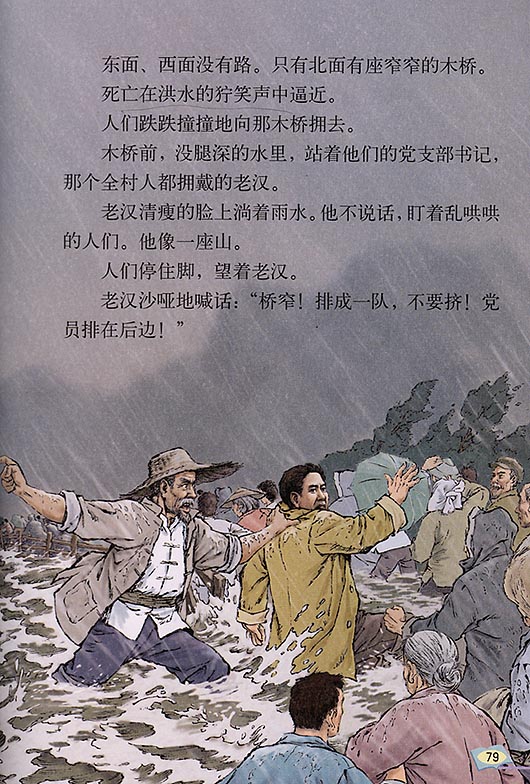 东面、西面没有路。只有北面有座窄窄的木桥。
死亡在洪水的狞笑声中逼近。
人们跌跌撞撞地向那木桥拥去。
木桥前，没腿深的水里，站着他们的党支部书记，
那个全村人都拥戴的老汉。
老汉清瘦的脸上淌着雨水。他不说话，盯着乱哄哄
的人们。他像一座山。
人们停住脚，望着老汉。
老汉沙哑地喊话：“桥窄！排成一队，不要挤！党
员排在后边！”
79